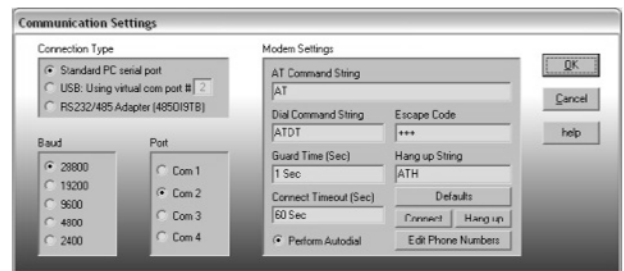 Communication Settings
Connection Type
Standard PC serial port
USB: Using virtual com port # 2
RS232/485 Adapter (485OI9TB)
Baud
28800
19200
9600
4800
2400
Port
Com 1
Com 2
Com 3
Com 4
Modem Settings
AT Command String
AT
Dial Command String
ATDT
Escape Code
+++
Guard Time (Sec)
1 Sec
Hang up String
ATH
Connect Timeout (Sec)
60 Sec
Defaults
Connect
Hang up
Perform Autodial
Edit Phone Numbers
OK
Cancel
help